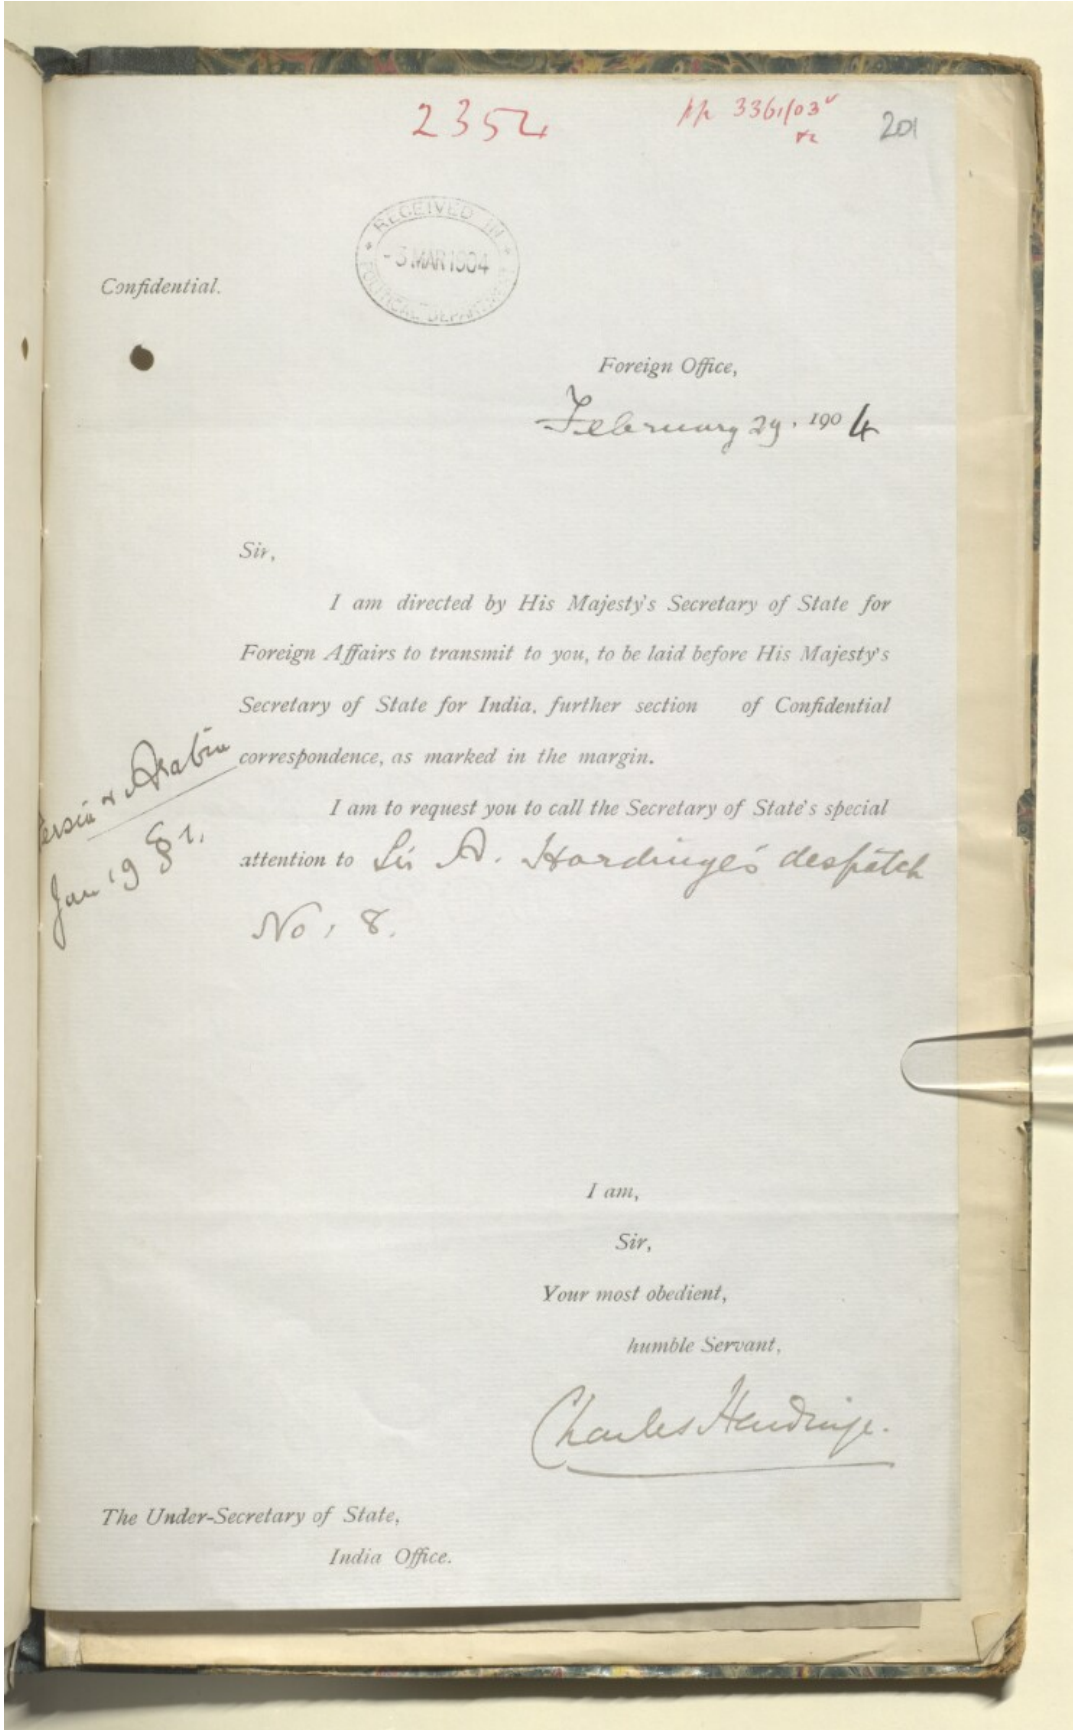 2354
pp 3361/03
201
RECEIVED IN
3 MAR 1904
POLITICAL DEPARTMENT
Confidential.
Foreign Office,
February 29. 1904
Sir,
I am directed by His Majesty's Secretary of State for
Foreign Affairs to transmit to you, to be laid before His Majesty's
Secretary of State for India, further section of Confidential
correspondence, as marked in the margin.
Persia & Arabia
Jan 19
I am to request you to call the Secretary of State's special
attention to Sir A. Hardinge's despatch
No. 8.
I am,
Sir,
Your most obedient,
humble Servant,
Charles Hardinge.
The Under-Secretary of State,
India Office.